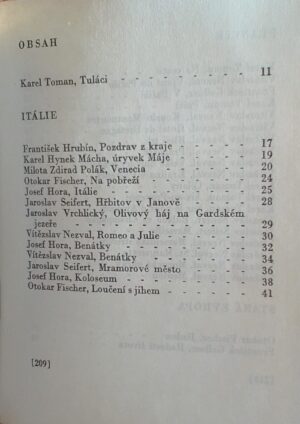 OBSAH
Karel Toman, Tuláci - - - - - - - - 11
ITÁLIE
František Hrubín, Pozdrav z kraje - - - - - 17
Karel Hynek Mácha, úryvek Máje - - - - - 19
Milota Zdirad Polák, Venecia - - - - - - 20
Otokar Fischer, Na pobřeží - - - - - - 24
Josef Hora, Itálie - - - - - - - - 25
Jaroslav Seifert, Hřbitov v Janově - - - - - 28
Jaroslav Vrchlický, Olivový háj na Gardském
jezeře - - - - - - - - - 29
Vítězslav Nezval, Romeo a Julie - - - - - 30
Josef Hora, Benátky - - - - - - - 32
Vítězslav Nezval, Benátky - - - - - - 34
Jaroslav Seifert, Mramorové město - - - - - 36
Josef Hora, Koloseum - - - - - - - 38
Otokar Fischer, Loučení s jihem - - - - - 41
[209]